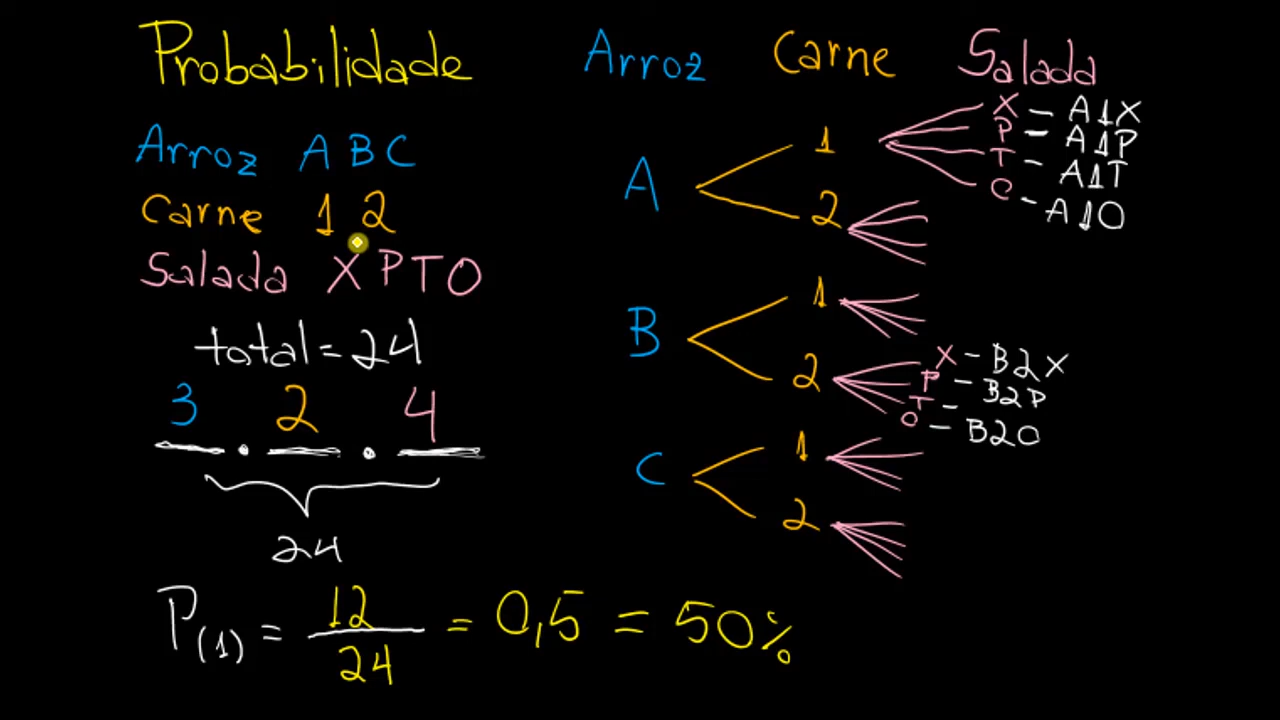 Probabilidade
Arroz A B C
Carne 1 2
Salada X P T O
total = 24
3 . 2 . 4
24
P(1) = 12/24 = 0,5 = 50%
Arroz Carne Salada
A
1
X - A1X
P - A1P
T - A1T
O - A1O
2
B
1
2
X - B2X
P - B2P
T -
O - B2O
C
1
2